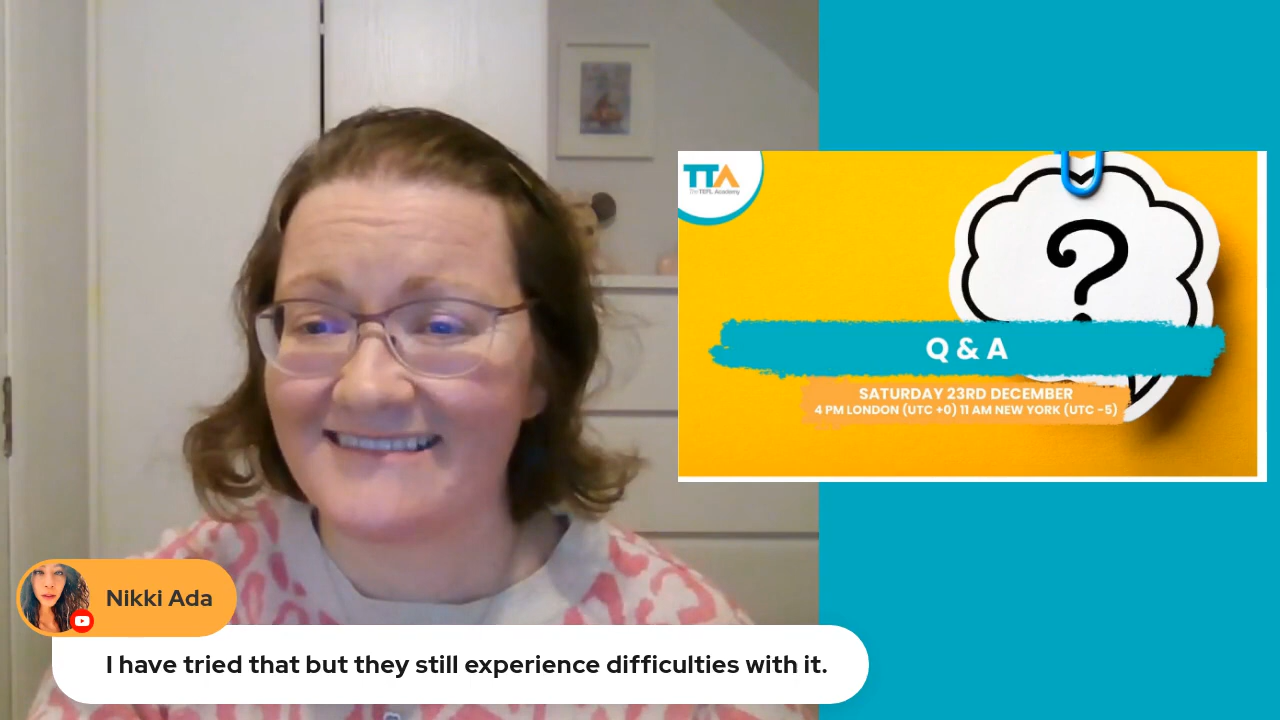 TTA
The TEFL Academy
?
Q & A
SATURDAY 23RD DECEMBER
4 PM LONDON (UTC +0) 11 AM NEW YORK (UTC -5)
Nikki Ada
I have tried that but they still experience difficulties with it.